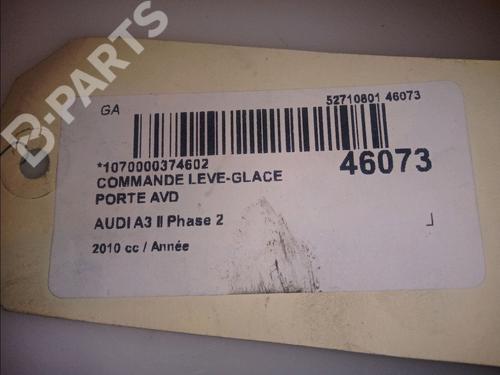 B-PARTS
GA
52710801 46073
*1070000374602
46073
COMMANDE LEVE-GLACE
PORTE AVD
AUDI A3 II Phase 2
2010 cc / Année